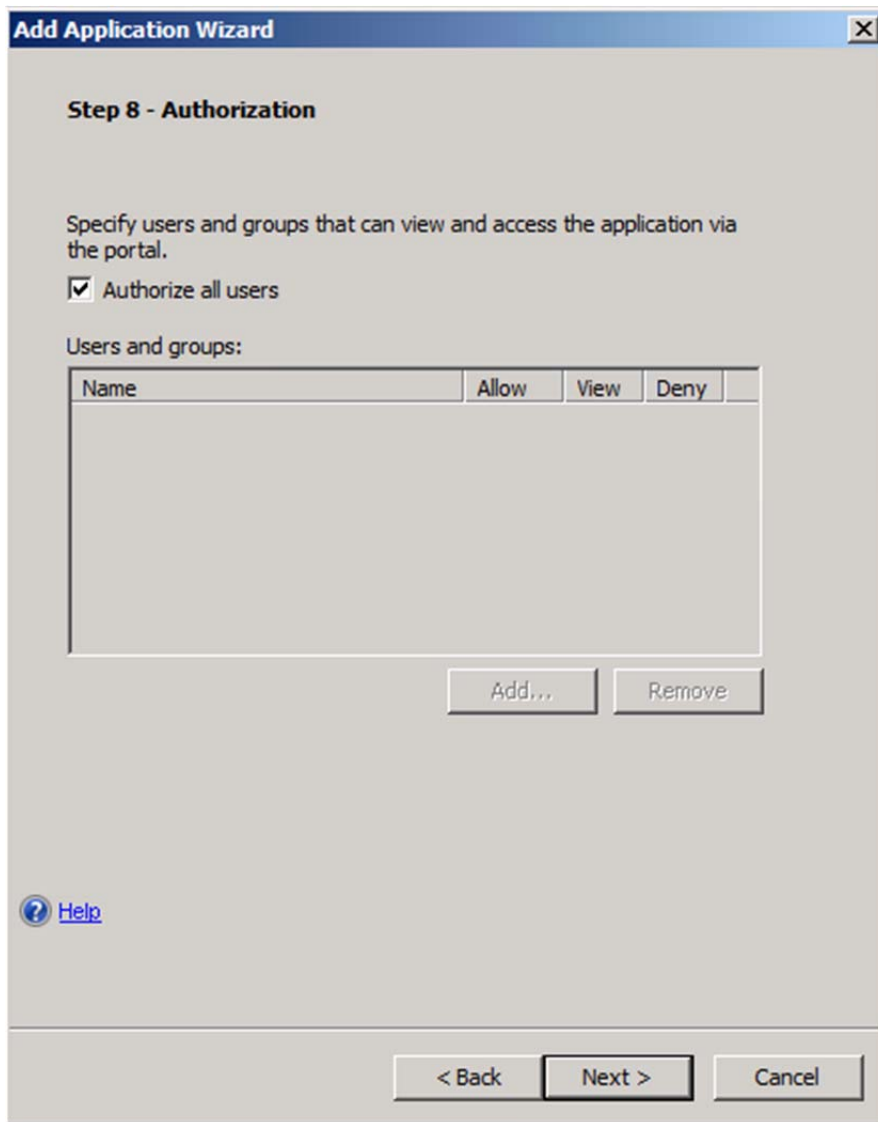 Add Application Wizard
Step 8 - Authorization
Specify users and groups that can view and access the application via
the portal.
Authorize all users
Users and groups:
Name Allow View Deny
Add... Remove
Help
< Back Next > Cancel